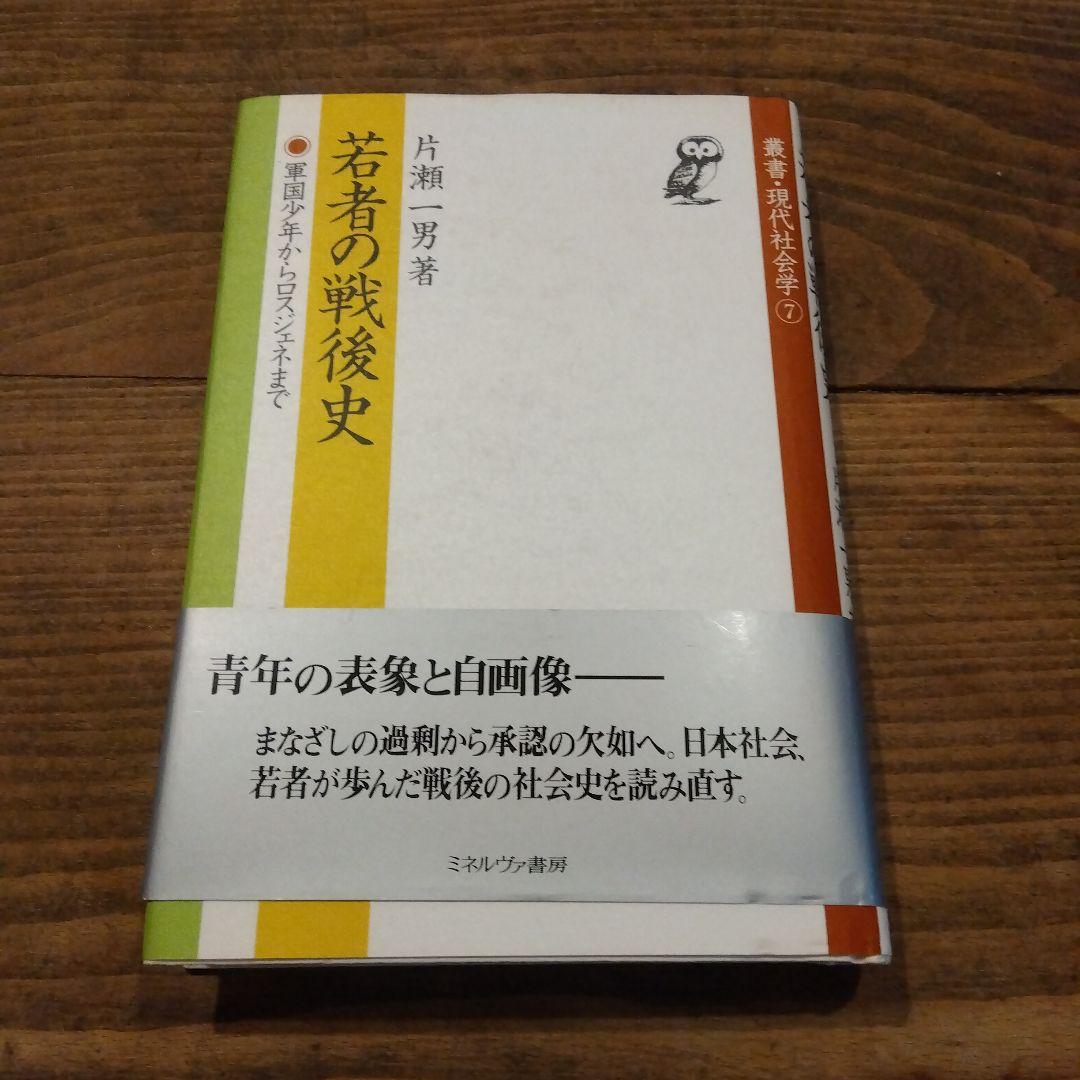 叢書・現代社会学⑦
片瀬一男著
若者の戦後史
軍国少年からロスジェネまで
青年の表象と自画像――
まなざしの過剰から承認の欠如へ。日本社会、
若者が歩んだ戦後の社会史を読み直す。
ミネルヴァ書房